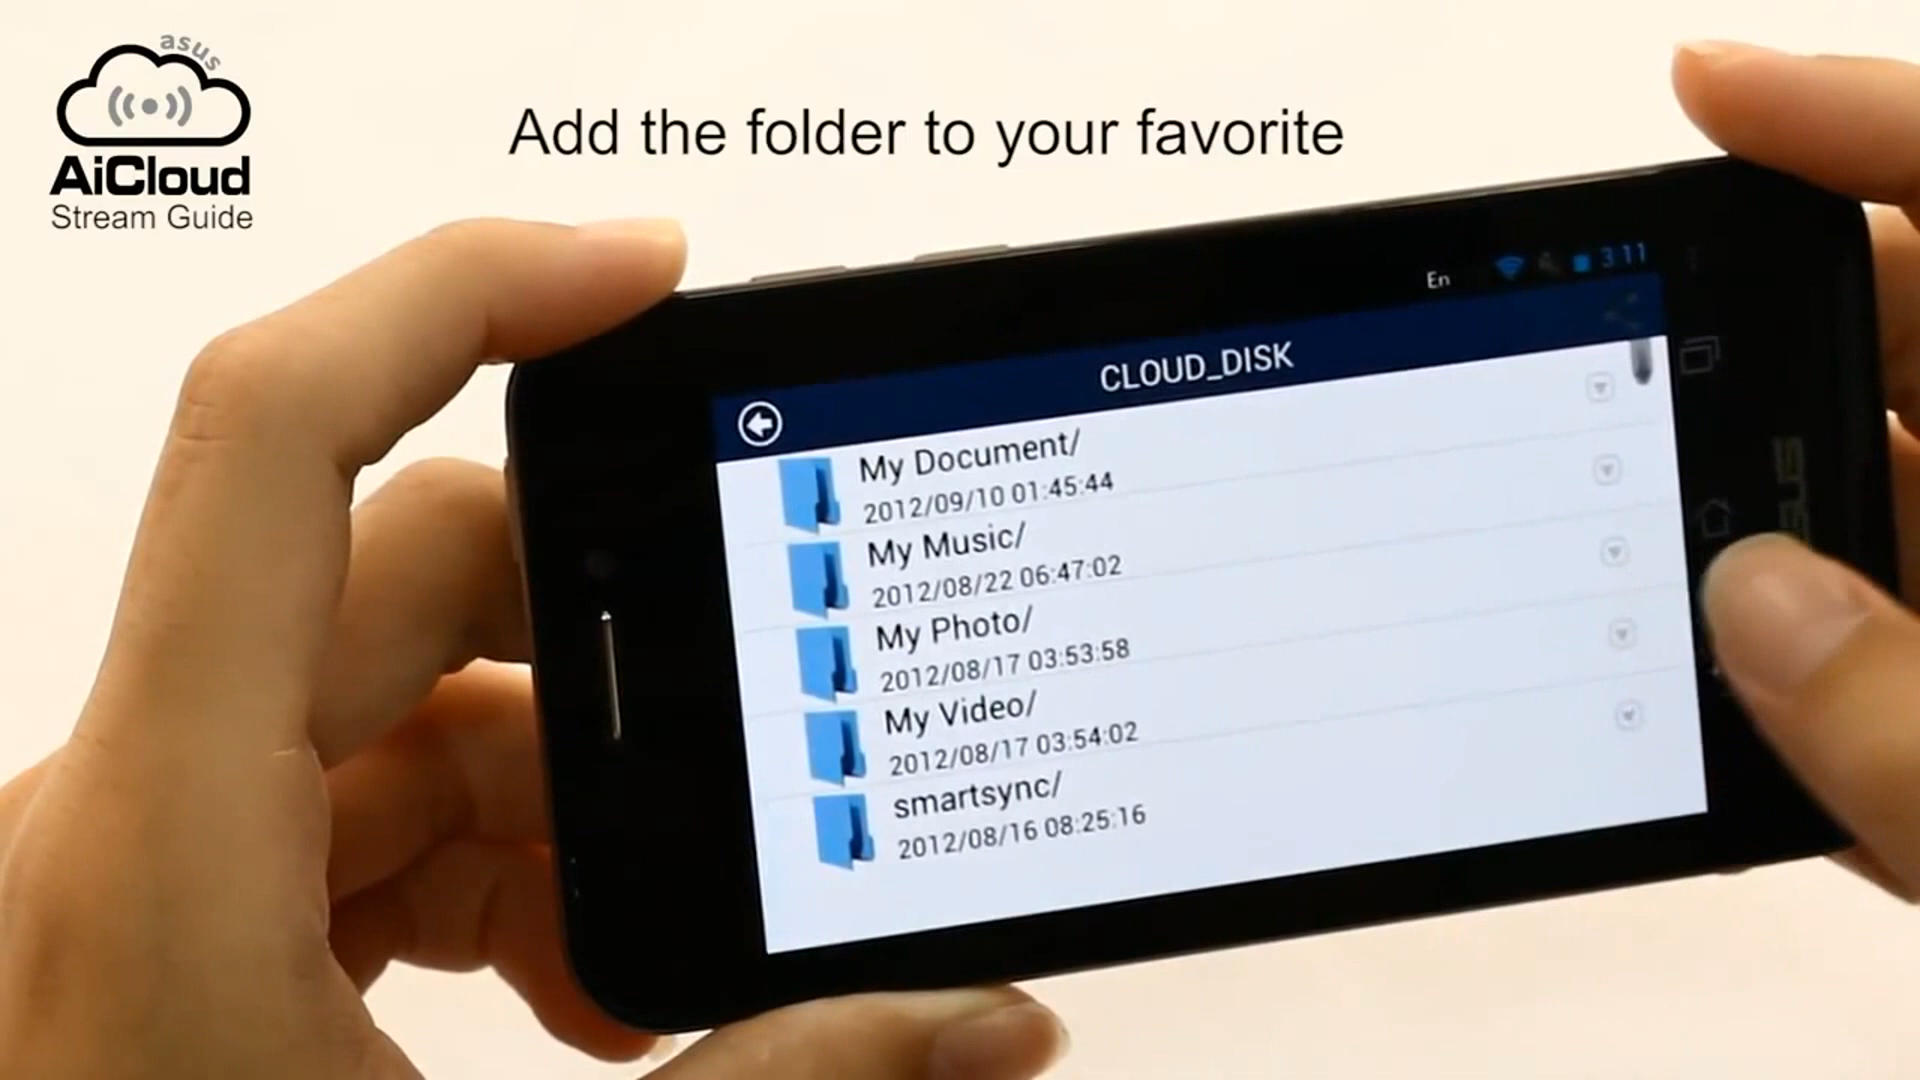 asus
AiCloud
Stream Guide
Add the folder to your favorite
En
3:11
CLOUD_DISK
My Document/
2012/09/10 01:45:44
My Music/
2012/08/22 06:47:02
My Photo/
2012/08/17 03:53:58
My Video/
2012/08/17 03:54:02
smartsync/
2012/08/16 08:25:16
ASUS